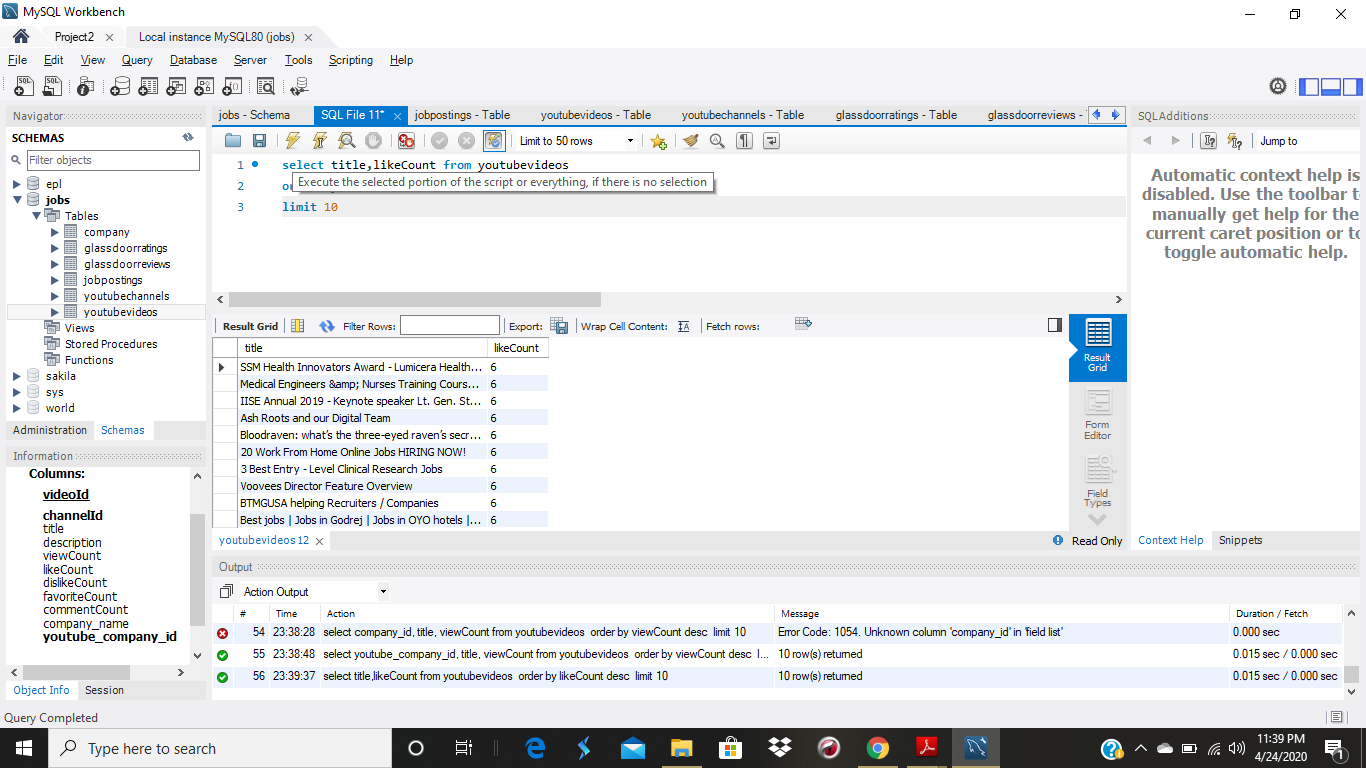 MySQL Workbench
Project2
Local instance MySQL80 (jobs)
File Edit View Query Database Server Tools Scripting Help
Navigator
SCHEMAS
Filter objects
epl
jobs
Tables
company
glassdoorratings
glassdoorreviews
jobpostings
youtubechannels
youtubevideos
Views
Stored Procedures
Functions
sakila
sys
world
Administration Schemas
Information
Columns:
videoId
channelId
title
description
viewCount
likeCount
dislikeCount
favoriteCount
commentCount
company_name
youtube_company_id
Object Info Session
Query Completed
jobs - Schema SQL File 11* jobpostings - Table youtubevideos - Table youtubechannels - Table glassdoorratings - Table glassdoorreviews -
Limit to 50 rows
1 select title,likeCount from youtubevideos
Execute the selected portion of the script or everything, if there is no selection
2 or
3 limit 10
Result Grid Filter Rows: Export: Wrap Cell Content: Fetch rows:
title likeCount
SSM Health Innovators Award - Lumicera Health... 6
Medical Engineers &amp; Nurses Training Cours... 6
IISE Annual 2019 - Keynote speaker Lt. Gen. St... 6
Ash Roots and our Digital Team 6
Bloodraven: what's the three-eyed raven's secr... 6
20 Work From Home Online Jobs HIRING NOW! 6
3 Best Entry - Level Clinical Research Jobs 6
Voovees Director Feature Overview 6
BTMGUSA helping Recruiters / Companies 6
Best jobs | Jobs in Godrej | Jobs in OYO hotels |... 6
Result Grid
Form Editor
Field Types
youtubevideos 12
Read Only
SQLAdditions
Jump to
Automatic context help is
disabled. Use the toolbar t
manually get help for the
current caret position or to
toggle automatic help.
Context Help Snippets
Output
Action Output
# Time Action Message Duration / Fetch
54 23:38:28 select company_id, title, viewCount from youtubevideos order by viewCount desc limit 10 Error Code: 1054. Unknown column 'company_id' in 'field list' 0.000 sec
55 23:38:48 select youtube_company_id, title, viewCount from youtubevideos order by viewCount desc l... 10 row(s) returned 0.015 sec / 0.000 sec
56 23:39:37 select title,likeCount from youtubevideos order by likeCount desc limit 10 10 row(s) returned 0.015 sec / 0.000 sec
Type here to search
11:39 PM
4/24/2020
1